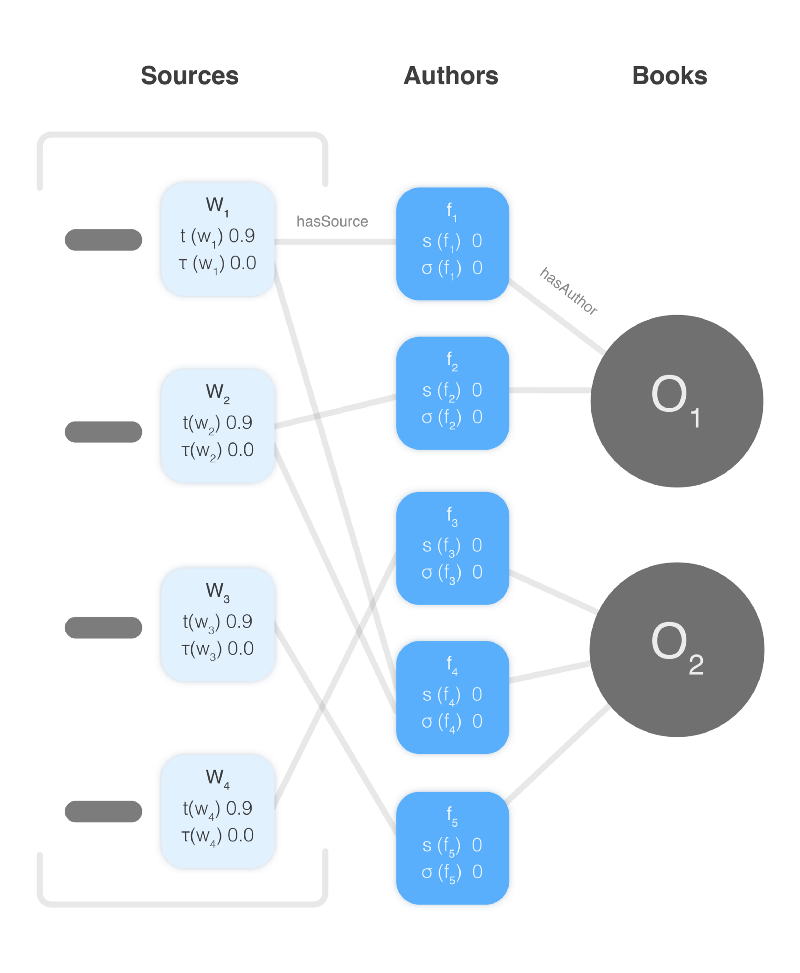 Sources
Authors
Books
W₁
t (w₁) 0.9
τ (w₁) 0.0
hasSource
f₁
s (f₁) 0
σ (f₁) 0
hasAuthor
W₂
t(w₂) 0.9
τ(w₂) 0.0
f₂
s (f₂) 0
σ (f₂) 0
O₁
W₃
t(w₃) 0.9
τ(w₃) 0.0
f₃
s (f₃) 0
σ (f₃) 0
O₂
f₄
s (f₄) 0
σ (f₄) 0
W₄
t(w₄) 0.9
τ(w₄) 0.0
f₅
s (f₅) 0
σ (f₅) 0